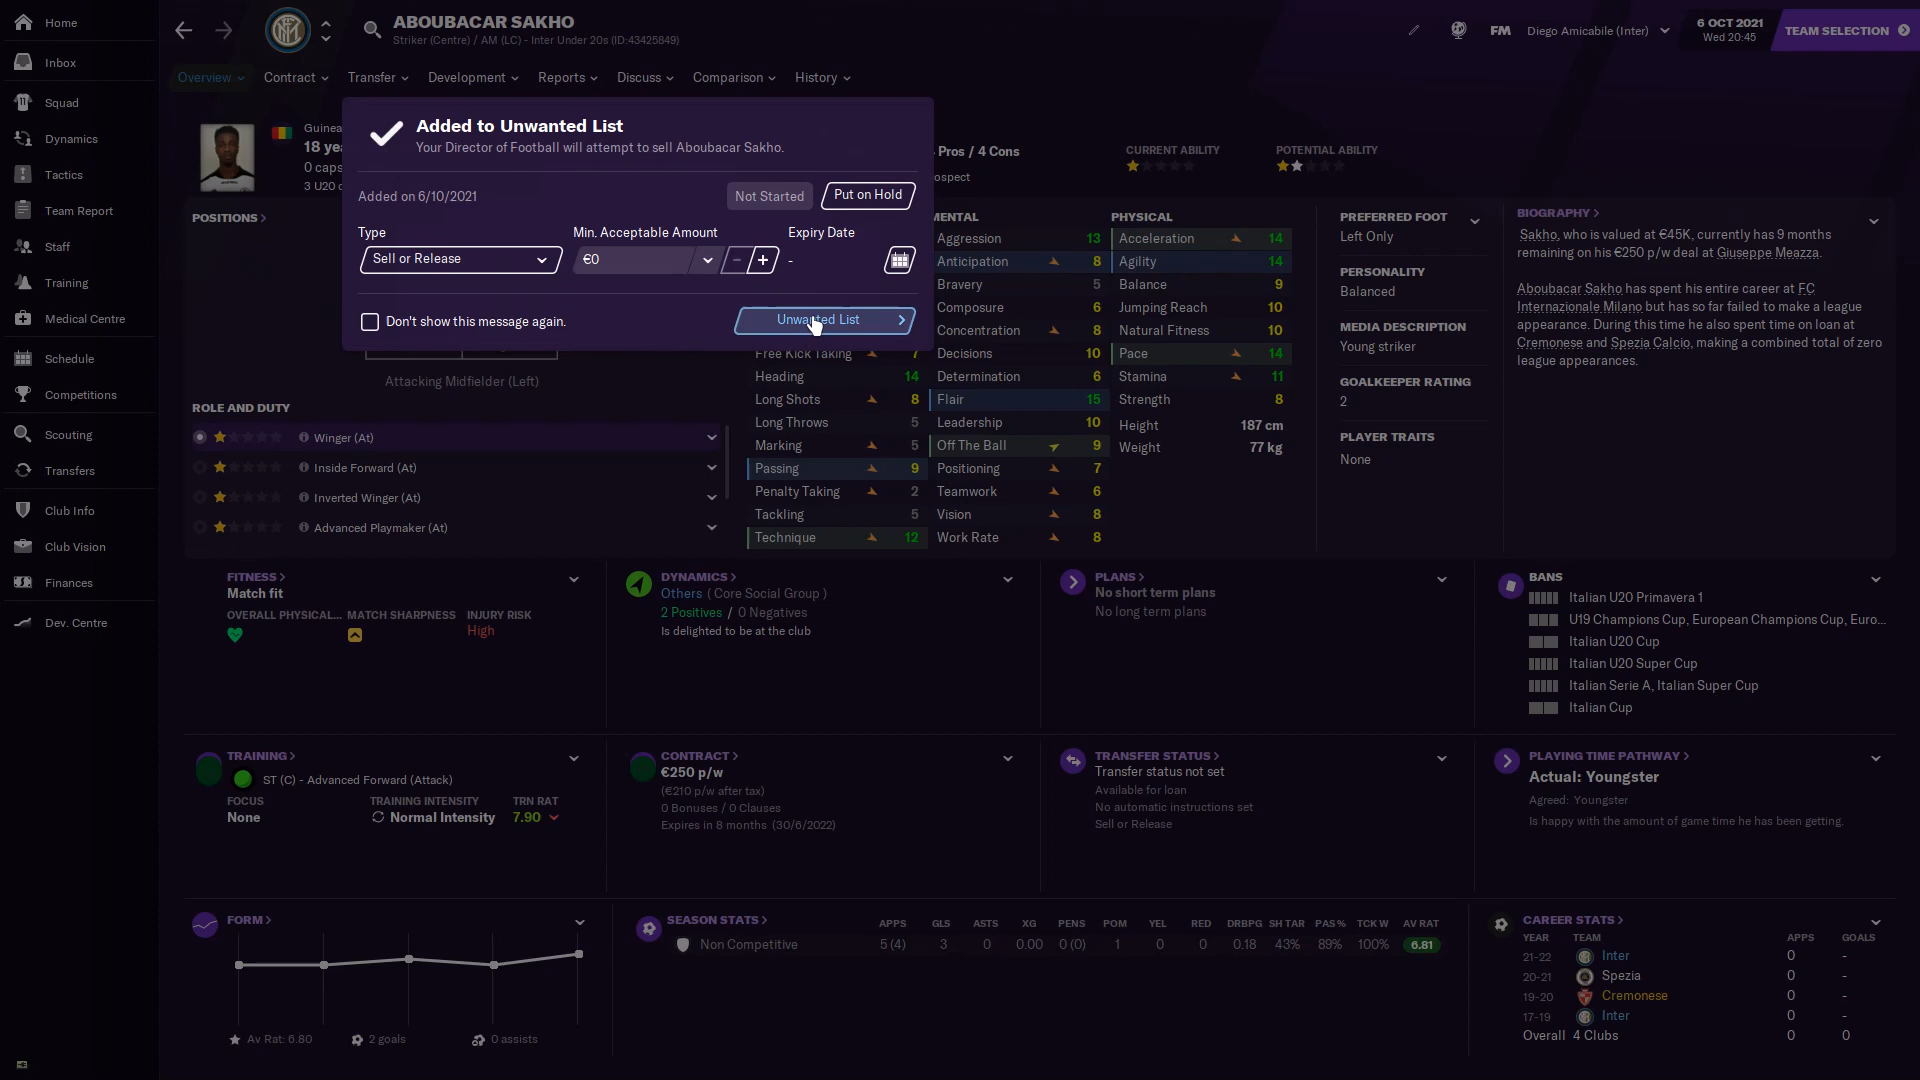 Home
Inbox
Squad
Dynamics
Tactics
Team Report
Staff
Training
Medical Centre
Schedule
Competitions
Scouting
Transfers
Club Info
Club Vision
Finances
Dev. Centre
ABOUBACAR SAKHO
Striker (Centre) / AM (LC) - Inter Under 20s (ID:43425849)
FM
Diego Amicabile (Inter)
6 OCT 2021
Wed 20:45
TEAM SELECTION
Overview Contract Transfer Development Reports Discuss Comparison History
Guinea
0 caps
Added to Unwanted List
Your Director of Football will attempt to sell Aboubacar Sakho.
Added on 6/10/2021
Not Started
Put on Hold
Type
Min. Acceptable Amount
Expiry Date
Sell or Release
€0
-
Don't show this message again.
Unwanted List
Pros / 4 Cons
CURRENT ABILITY
POTENTIAL ABILITY
POSITIONS
Attacking Midfielder (Left)
ROLE AND DUTY
Winger (At)
Inside Forward (At)
Inverted Winger (At)
Advanced Playmaker (At)
Free Kick Taking 7
Heading 14
Long Shots 8
Long Throws 5
Marking 5
Passing 9
Penalty Taking 2
Tackling 5
Technique 12
Aggression 13
Anticipation 8
Bravery 5
Composure 6
Concentration 8
Decisions 10
Determination 6
Flair 15
Leadership 10
Off The Ball 9
Positioning 7
Teamwork 6
Vision 8
Work Rate 8
PHYSICAL
Acceleration 14
Agility 14
Balance 9
Jumping Reach 10
Natural Fitness 10
Pace 14
Stamina 11
Strength 8
Height 187 cm
Weight 77 kg
PREFERRED FOOT
Left Only
PERSONALITY
Balanced
MEDIA DESCRIPTION
Young striker
GOALKEEPER RATING
2
PLAYER TRAITS
None
BIOGRAPHY
Sakho, who is valued at €45K, currently has 9 months
remaining on his €250 p/w deal at Giuseppe Meazza.
Aboubacar Sakho has spent his entire career at FC
Internazionale Milano but has so far failed to make a league
appearance. During this time he also spent time on loan at
Cremonese and Spezia Calcio, making a combined total of zero
league appearances.
FITNESS
Match fit
OVERALL PHYSICAL... MATCH SHARPNESS INJURY RISK
High
DYNAMICS
Others ( Core Social Group )
2 Positives / 0 Negatives
Is delighted to be at the club
PLANS
No short term plans
No long term plans
BANS
Italian U20 Primavera 1
U19 Champions Cup, European Champions Cup, Euro...
Italian U20 Cup
Italian U20 Super Cup
Italian Serie A, Italian Super Cup
Italian Cup
TRAINING
ST (C) - Advanced Forward (Attack)
FOCUS TRAINING INTENSITY TRN RAT
None Normal Intensity 7.90
CONTRACT
€250 p/w
(€210 p/w after tax)
0 Bonuses / 0 Clauses
Expires in 8 months (30/6/2022)
TRANSFER STATUS
Transfer status not set
Available for loan
No automatic instructions set
Sell or Release
PLAYING TIME PATHWAY
Actual: Youngster
Agreed: Youngster
Is happy with the amount of game time he has been getting.
FORM
Av Rat: 6.80 2 goals 0 assists
SEASON STATS APPS GLS ASTS XG PENS POM YEL RED DRBPG SH TAR PAS % TCK W AV RAT
Non Competitive 5 (4) 3 0 0.00 0 (0) 1 0 0 0.18 43% 89% 100% 6.81
CAREER STATS
YEAR TEAM APPS GOALS
21-22 Inter 0 -
20-21 Spezia 0 -
19-20 Cremonese 0 -
17-19 Inter 0 -
Overall 4 Clubs 0 0